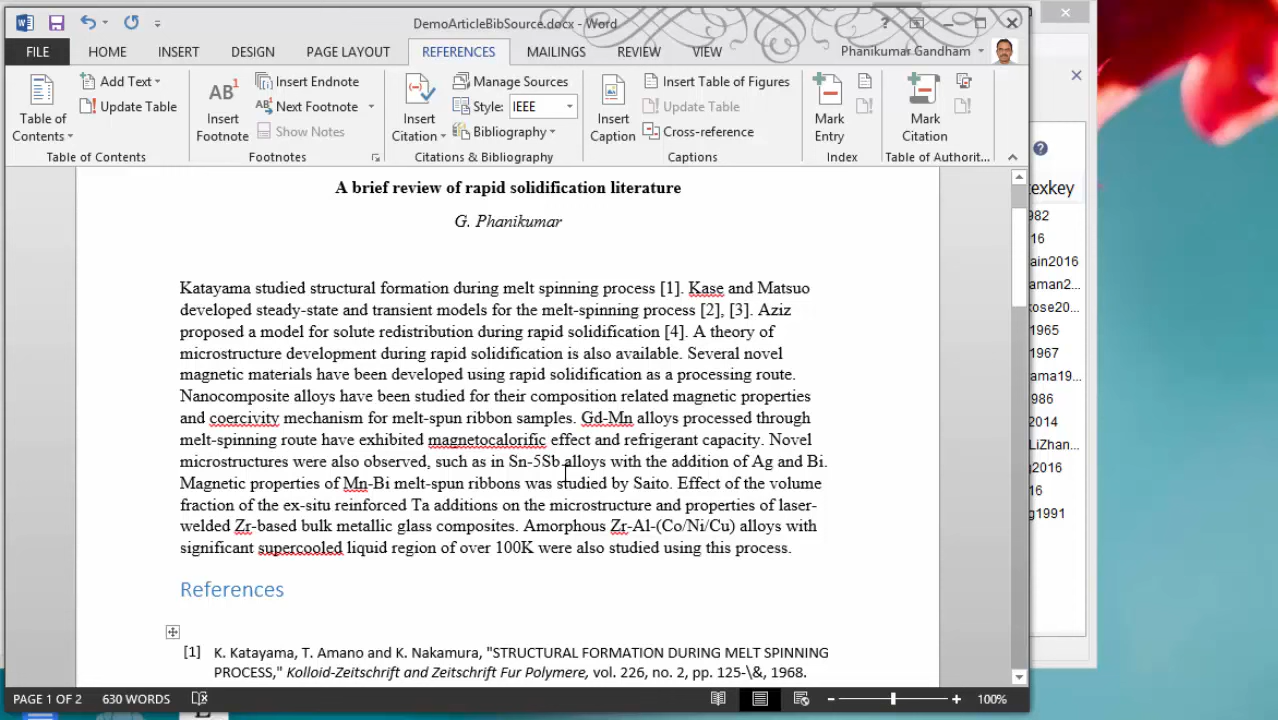 DemoArticleBibSource.docx - Word
FILE HOME INSERT DESIGN PAGE LAYOUT REFERENCES MAILINGS REVIEW VIEW Phanikumar Gandham
Table of Contents
Add Text
Update Table
Table of Contents
AB1
Insert Footnote
Insert Endnote
Next Footnote
Show Notes
Footnotes
Insert Citation
Manage Sources
Style: IEEE
Bibliography
Citations & Bibliography
Insert Caption
Insert Table of Figures
Update Table
Cross-reference
Captions
Mark Entry
Index
Mark Citation
Table of Authorit...
A brief review of rapid solidification literature
G. Phanikumar
Katayama studied structural formation during melt spinning process [1]. Kase and Matsuo
developed steady-state and transient models for the melt-spinning process [2], [3]. Aziz
proposed a model for solute redistribution during rapid solidification [4]. A theory of
microstructure development during rapid solidification is also available. Several novel
magnetic materials have been developed using rapid solidification as a processing route.
Nanocomposite alloys have been studied for their composition related magnetic properties
and coercivity mechanism for melt-spun ribbon samples. Gd-Mn alloys processed through
melt-spinning route have exhibited magnetocalorific effect and refrigerant capacity. Novel
microstructures were also observed, such as in Sn-5Sb alloys with the addition of Ag and Bi.
Magnetic properties of Mn-Bi melt-spun ribbons was studied by Saito. Effect of the volume
fraction of the ex-situ reinforced Ta additions on the microstructure and properties of laser-
welded Zr-based bulk metallic glass composites. Amorphous Zr-Al-(Co/Ni/Cu) alloys with
significant supercooled liquid region of over 100K were also studied using this process.
References
[1] K. Katayama, T. Amano and K. Nakamura, "STRUCTURAL FORMATION DURING MELT SPINNING
PROCESS," Kolloid-Zeitschrift and Zeitschrift Fur Polymere, vol. 226, no. 2, pp. 125-\&, 1968.
PAGE 1 OF 2 630 WORDS 100%
exkey
982
16
ain2016
aman2...
kose20...
1965
1967
ama19...
986
2014
LiZhan...
g2016
16
g1991